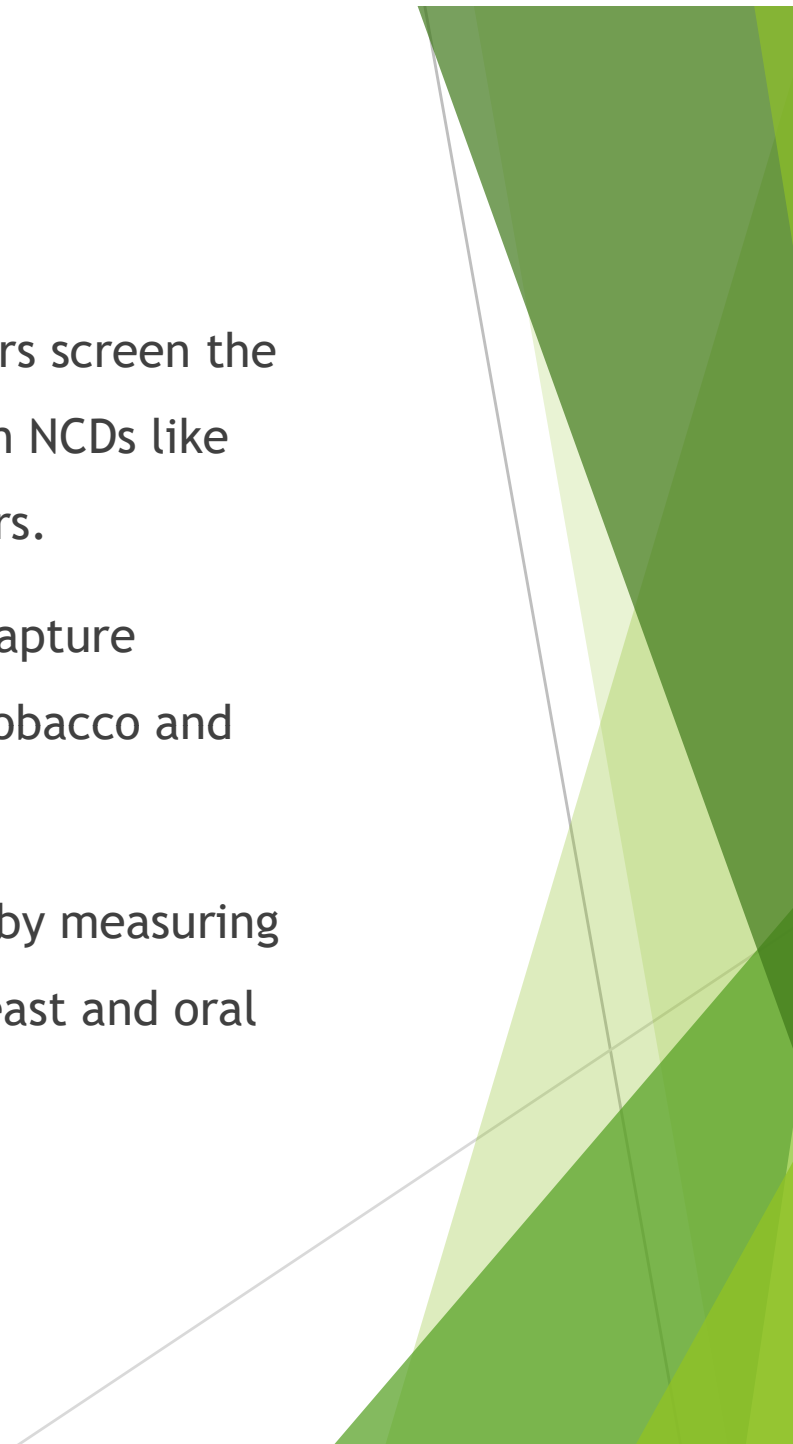 rs screen the
NCDs like
rs.
apture
obacco and
by measuring
east and oral